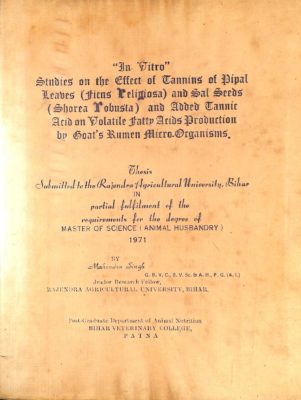 "In Vitro"
Studies on the Effect of Tannins of Pipal
Leaves (Ficus Religiosa) and Sal Seeds
(Shorea Robusta) and Added Tannic
Acid on Volatile Fatty Acids Production
by Goat's Rumen Micro-Organisms.
Thesis
Submitted to the Rajendra Agricultural University, Bihar
IN
partial fulfilment of the
requirements for the degree of
MASTER OF SCIENCE (ANIMAL HUSBANDRY)
1971
BY
Mahendra Singh
G. B. V. C., B. V. Sc. & A. H., P. G. (A. I.)
Junior Research Fellow,
RAJENDRA AGRICULTURAL UNIVERSITY, BIHAR.
Post-Graduate Department of Animal Nutrition
BIHAR VETERINARY COLLEGE,
PATNA